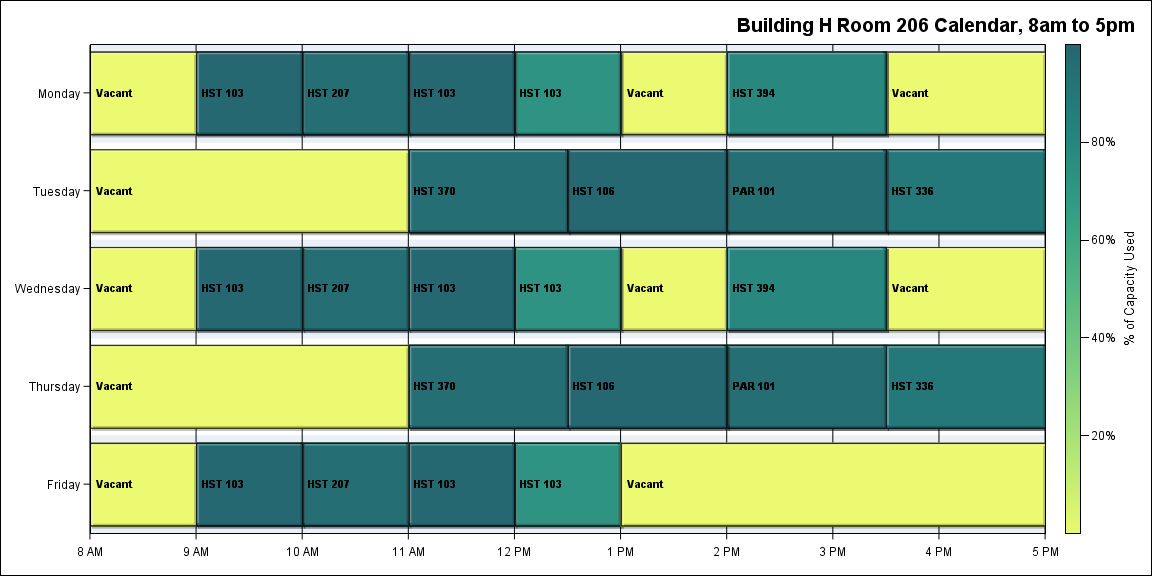 Building H Room 206 Calendar, 8am to 5pm
Monday
Vacant
HST 103
HST 207
HST 103
HST 103
Vacant
HST 394
Vacant
Tuesday
Vacant
HST 370
HST 106
PAR 101
HST 336
Wednesday
Vacant
HST 103
HST 207
HST 103
HST 103
Vacant
HST 394
Vacant
Thursday
Vacant
HST 370
HST 106
PAR 101
HST 336
Friday
Vacant
HST 103
HST 207
HST 103
HST 103
Vacant
8 AM
9 AM
10 AM
11 AM
12 PM
1 PM
2 PM
3 PM
4 PM
5 PM
80%
60%
40%
20%
% of Capacity Used